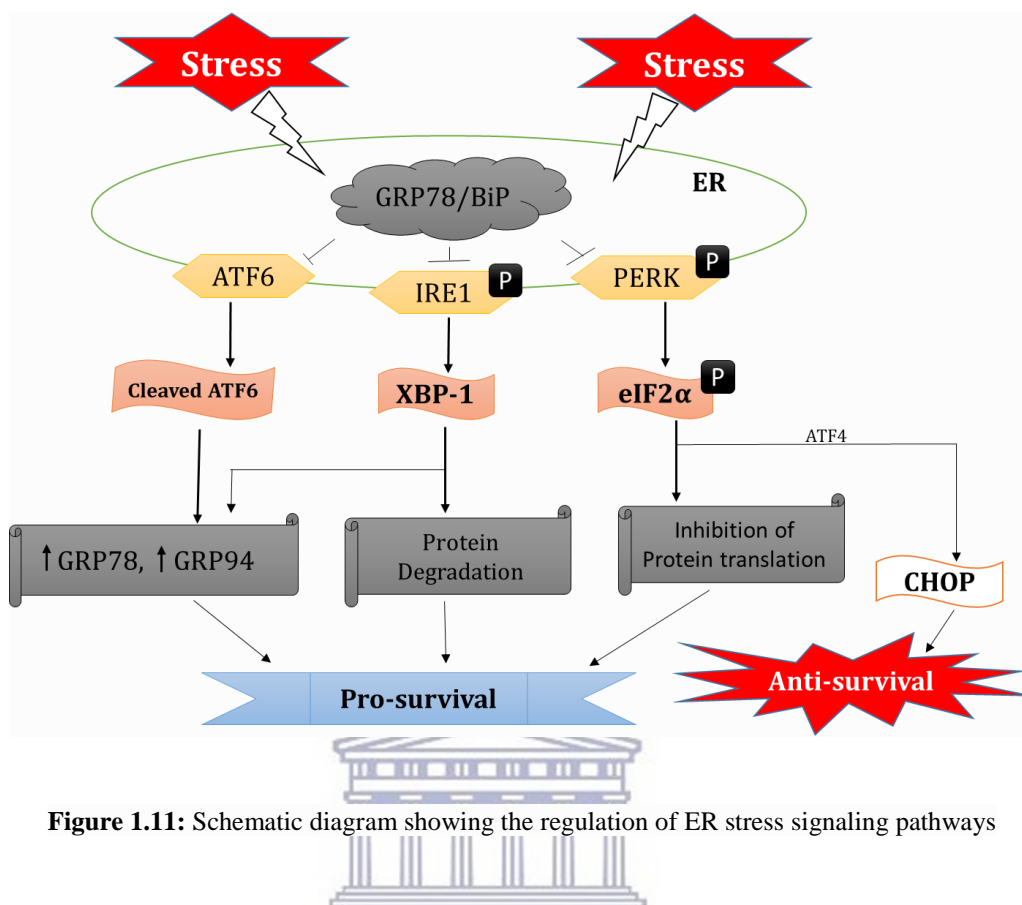 Stress
Stress
GRP78/BiP
ER
ATF6
IRE1
P
PERK
P
Cleaved ATF6
XBP-1
eIF2α
P
ATF4
↑GRP78, ↑GRP94
Protein
Degradation
Inhibition of
Protein translation
CHOP
Pro-survival
Anti-survival
Figure 1.11: Schematic diagram showing the regulation of ER stress signaling pathways